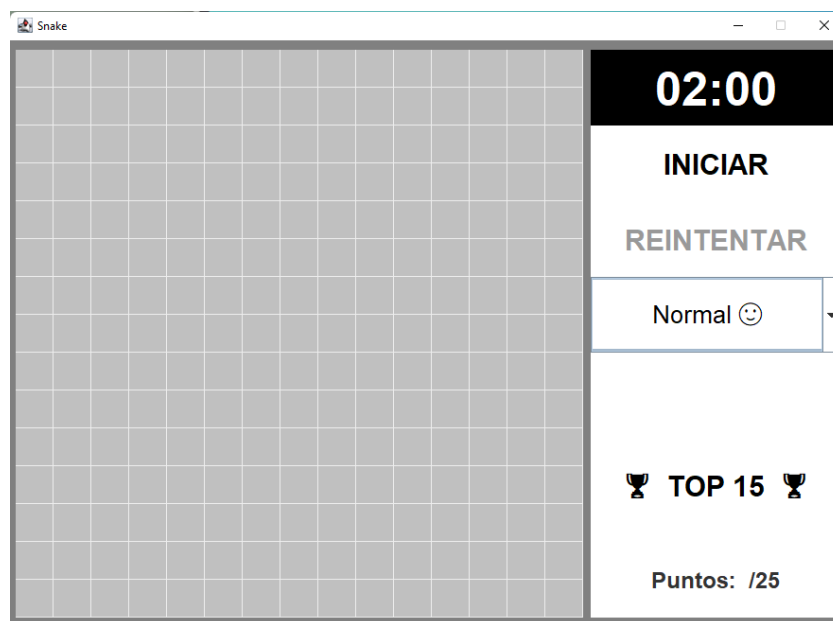 Snake
02:00
INICIAR
REINTENTAR
Normal ☺
🏆 TOP 15 🏆
Puntos: /25